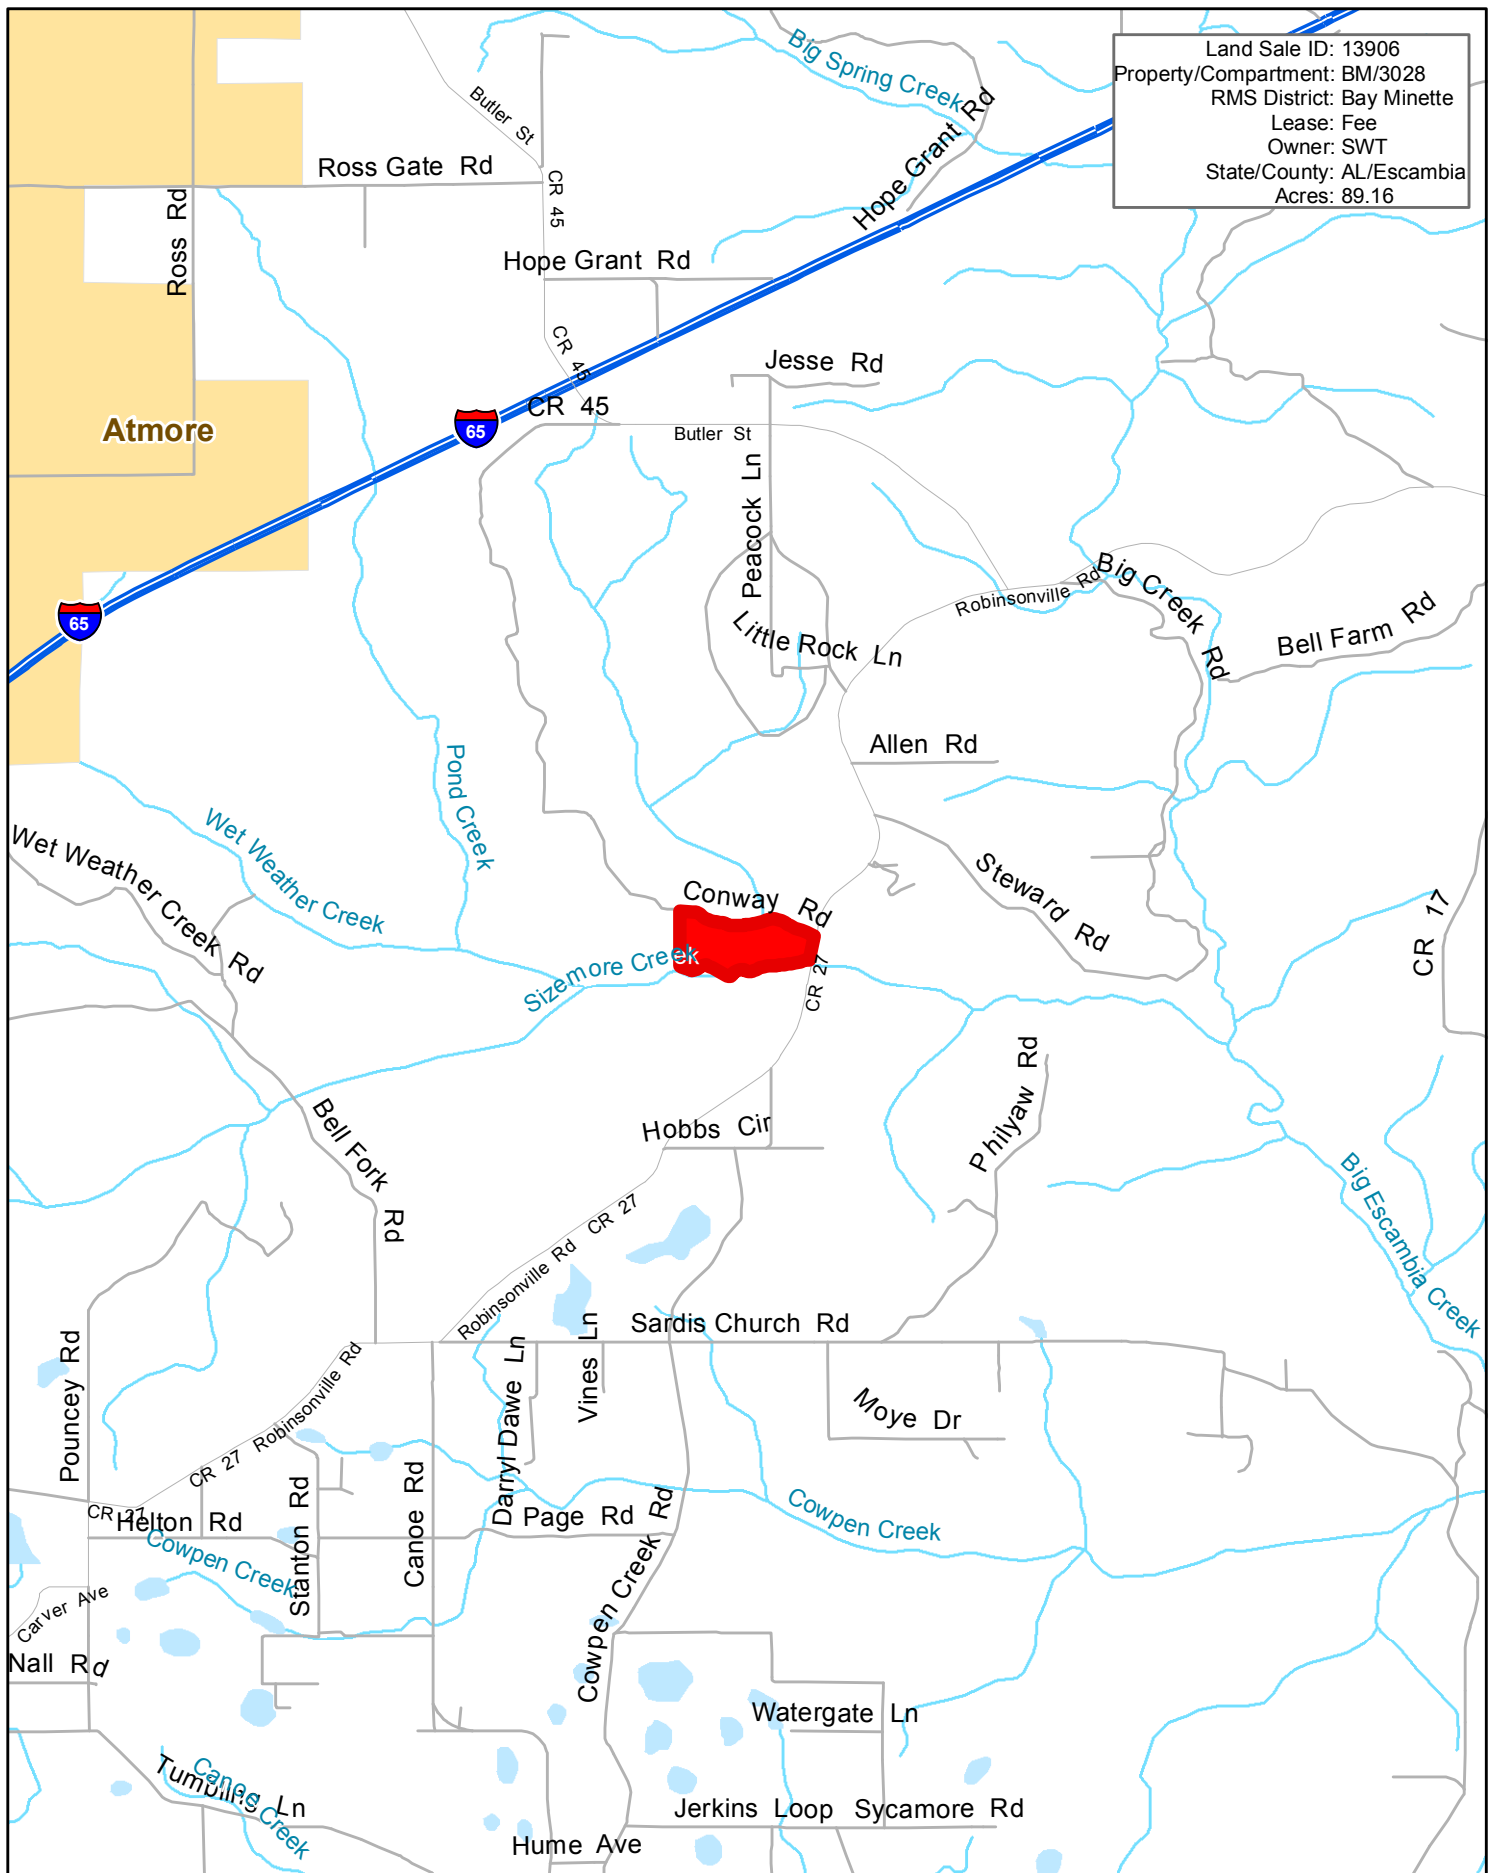 Land Sale ID: 13906
Property/Compartment: BM/3028
RMS District: Bay Minette
Lease: Fee
Owner: SWT
State/County: AL/Escambia
Acres: 89.16
Big Spring Creek
Butler St
Hope Grant Rd
Ross Gate Rd
CR 45
Ross Rd
Hope Grant Rd
CR 45
Jesse Rd
CR 45
Atmore
65
Butler St
Peacock Ln
Big Creek Rd
Robinsonville Rd
65
Little Rock Ln
Bell Farm Rd
Allen Rd
Pond Creek
Wet Weather Creek
Wet Weather Creek Rd
Steward Rd
Conway Rd
CR 17
Sizemore Creek
ek
CR 27
Philyaw Rd
Bell Fork Rd
Hobbs Cir
Big Escambia Creek
CR 27
Robinsonville Rd
Sardis Church Rd
Pouncey Rd
Robinsonville Rd
Darryl Dawe Ln
Vines Ln
Moye Dr
CR 27
Stanton Rd
Canoe Rd
CR 27
Helton Rd
Page Rd
Cowpen Creek
Cowpen Creek
Cowpen Creek Rd
Carver Ave
Nall Rd
Watergate Ln
Tumbling Ln
Canoe Creek
Jerkins Loop
Sycamore Rd
Hume Ave